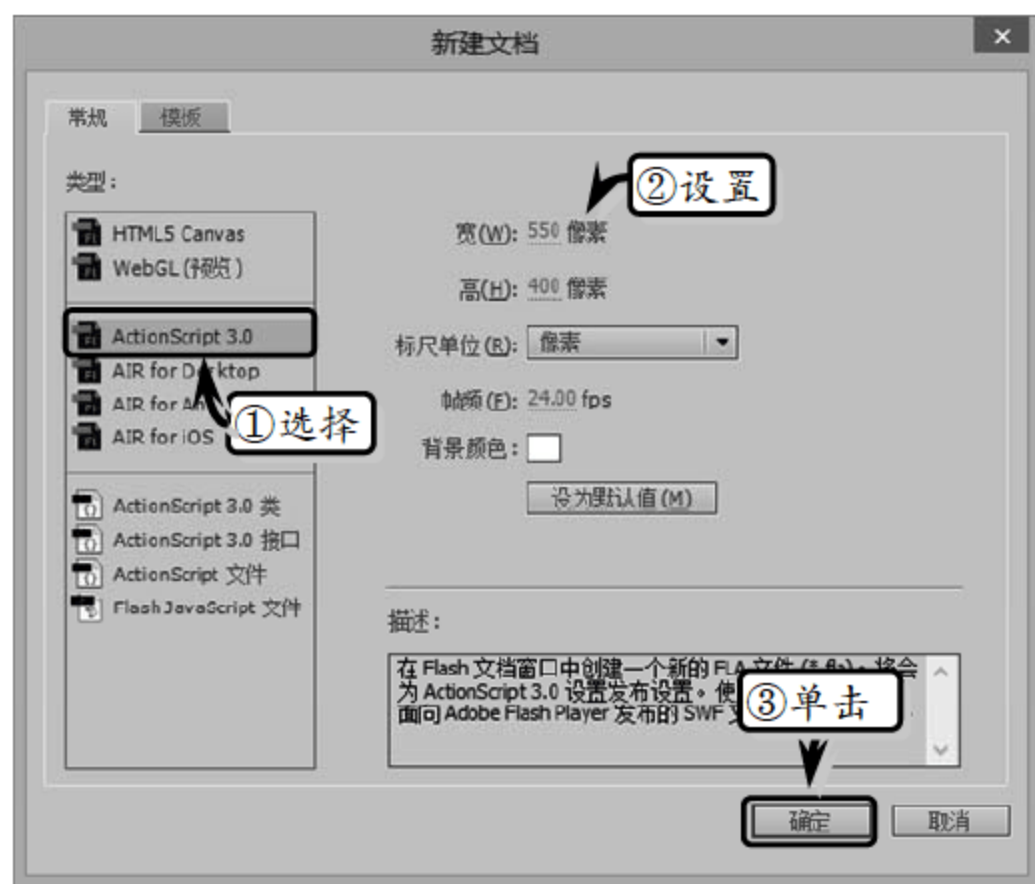 新建文档
常规
模板
类型：
HTML5 Canvas
WebGL (预览)
ActionScript 3.0
AIR for Desktop
AIR for An
AIR for iOS
ActionScript 3.0 类
ActionScript 3.0 接口
ActionScript 文件
Flash JavaScript 文件
①选择
②设置
宽(W): 550 像素
高(H): 400 像素
标尺单位(R): 像素
帧频(F): 24.00 fps
背景颜色：
设为默认值(M)
描述：
在 Flash 文档窗口中创建一个新的 FLA 文件 (*.fla)。将会
为 ActionScript 3.0 设置发布设置。使
面向 Adobe Flash Player 发布的 SWF
③单击
确定
取消